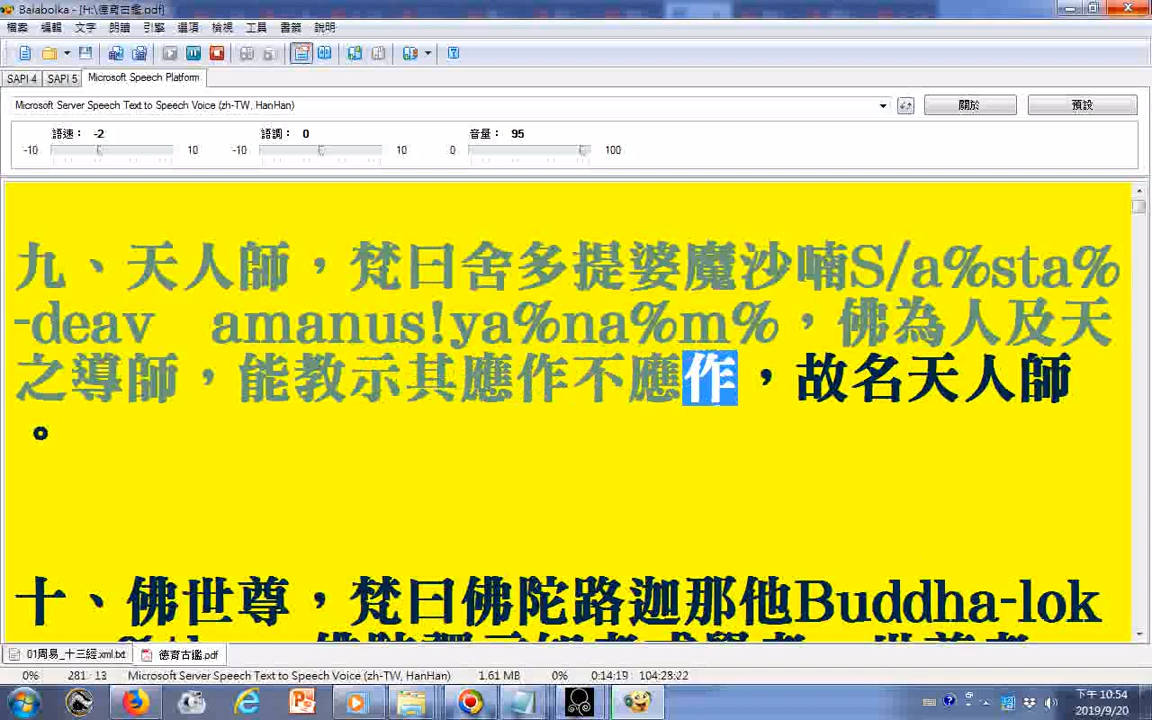 Balabolka - [H:\德育古鑑.pdf]
檔案 編輯 文字 朗讀 引擎 選項 檢視 工具 書籤 說明
SAPI 4 SAPI 5 Microsoft Speech Platform
Microsoft Server Speech Text to Speech Voice (zh-TW, HanHan) 關於 預設
語速： -2 語調： 0 音量： 95
-10 10 -10 10 0 100
九、天人師，梵曰舍多提婆魔沙喃S/a%sta%
-deav amanus!ya%na%m%，佛為人及天
之導師，能教示其應作不應作，故名天人師
。
十、佛世尊，梵曰佛陀路迦那他Buddha-lok
01周易_十三經.xml.txt 德育古鑑.pdf
0% 281 : 13 Microsoft Server Speech Text to Speech Voice (zh-TW, HanHan) 1.61 MB 0% 0:14:19 104:28:22
下午 10:54
2019/9/20